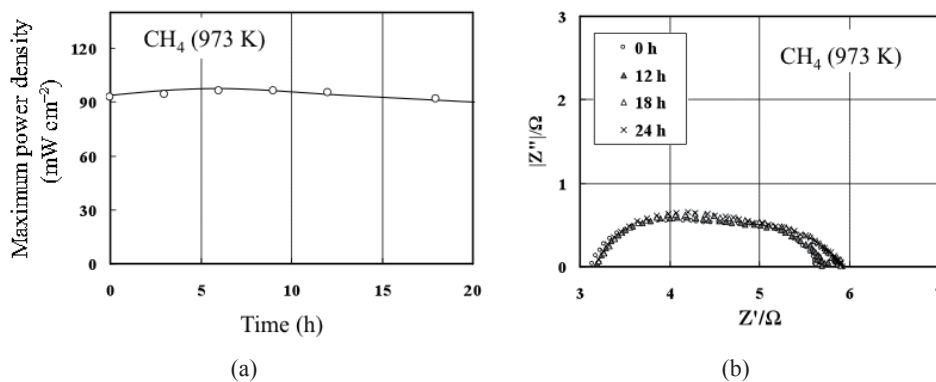 CH₄ (973 K)
Maximum power density
(mW cm⁻²)
120
90
60
30
0
0
5
10
15
20
Time (h)
(a)
CH₄ (973 K)
0 h
12 h
18 h
24 h
|Z"|/Ω
3
2
1
0
3
4
5
6
Z'/Ω
(b)